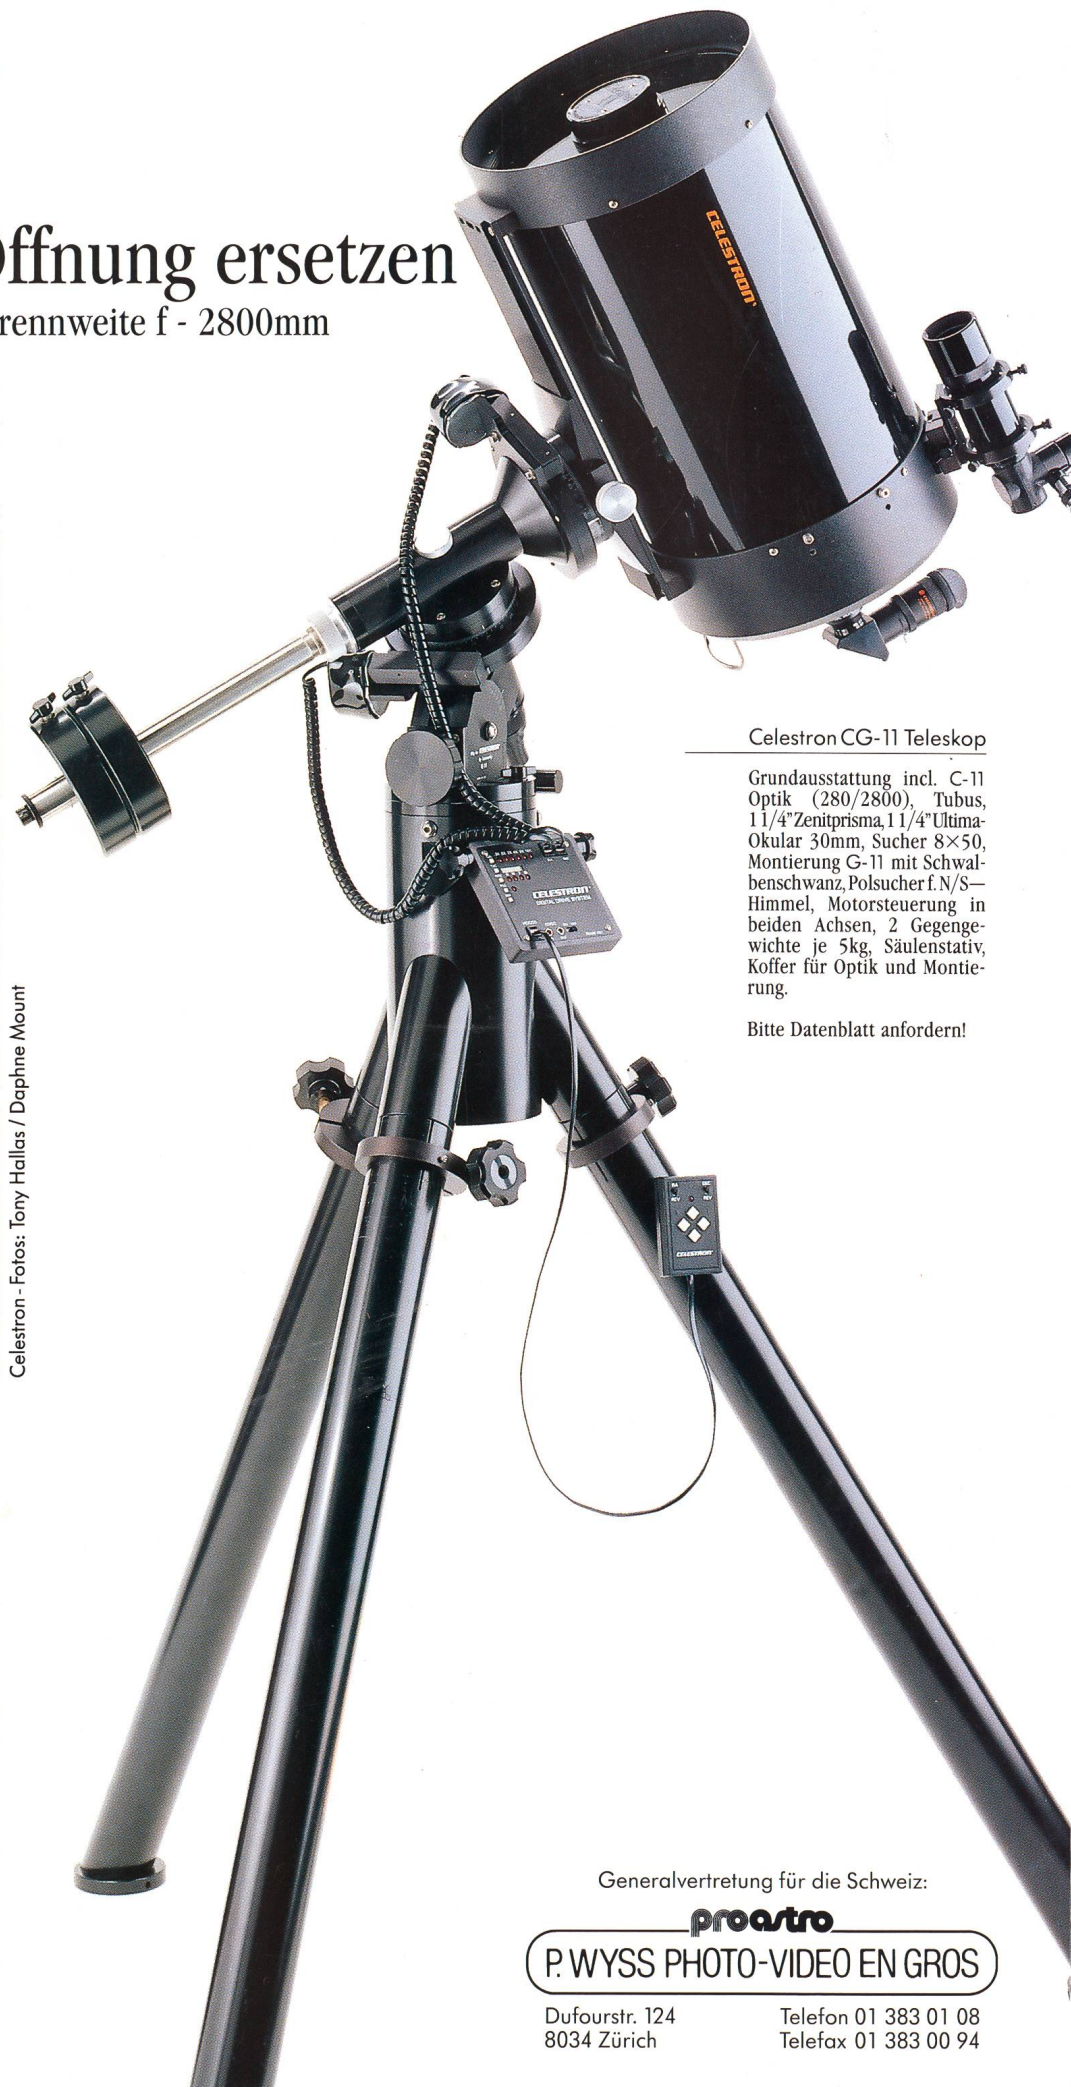 ffnung ersetzen
rennweite f - 2800mm
CELESTRON
Celestron CG-11 Teleskop
Grundausstattung incl. C-11
Optik (280/2800), Tubus,
1 1/4" Zenitprisma, 1 1/4" Ultima-
Okular 30mm, Sucher 8×50,
Montierung G-11 mit Schwal-
benschwanz, Polsucher f. N/S—
Himmel, Motorsteuerung in
beiden Achsen, 2 Gegenge-
wichte je 5kg, Säulenstativ,
Koffer für Optik und Montie-
rung.
Bitte Datenblatt anfordern!
CELESTRON
DIGITAL DRIVE SYSTEM
Celestron - Fotos: Tony Hallas / Daphne Mount
REV REV
CELESTRON
Generalvertretung für die Schweiz:
proastro
P. WYSS PHOTO-VIDEO EN GROS
Dufourstr. 124 Telefon 01 383 01 08
8034 Zürich Telefax 01 383 00 94